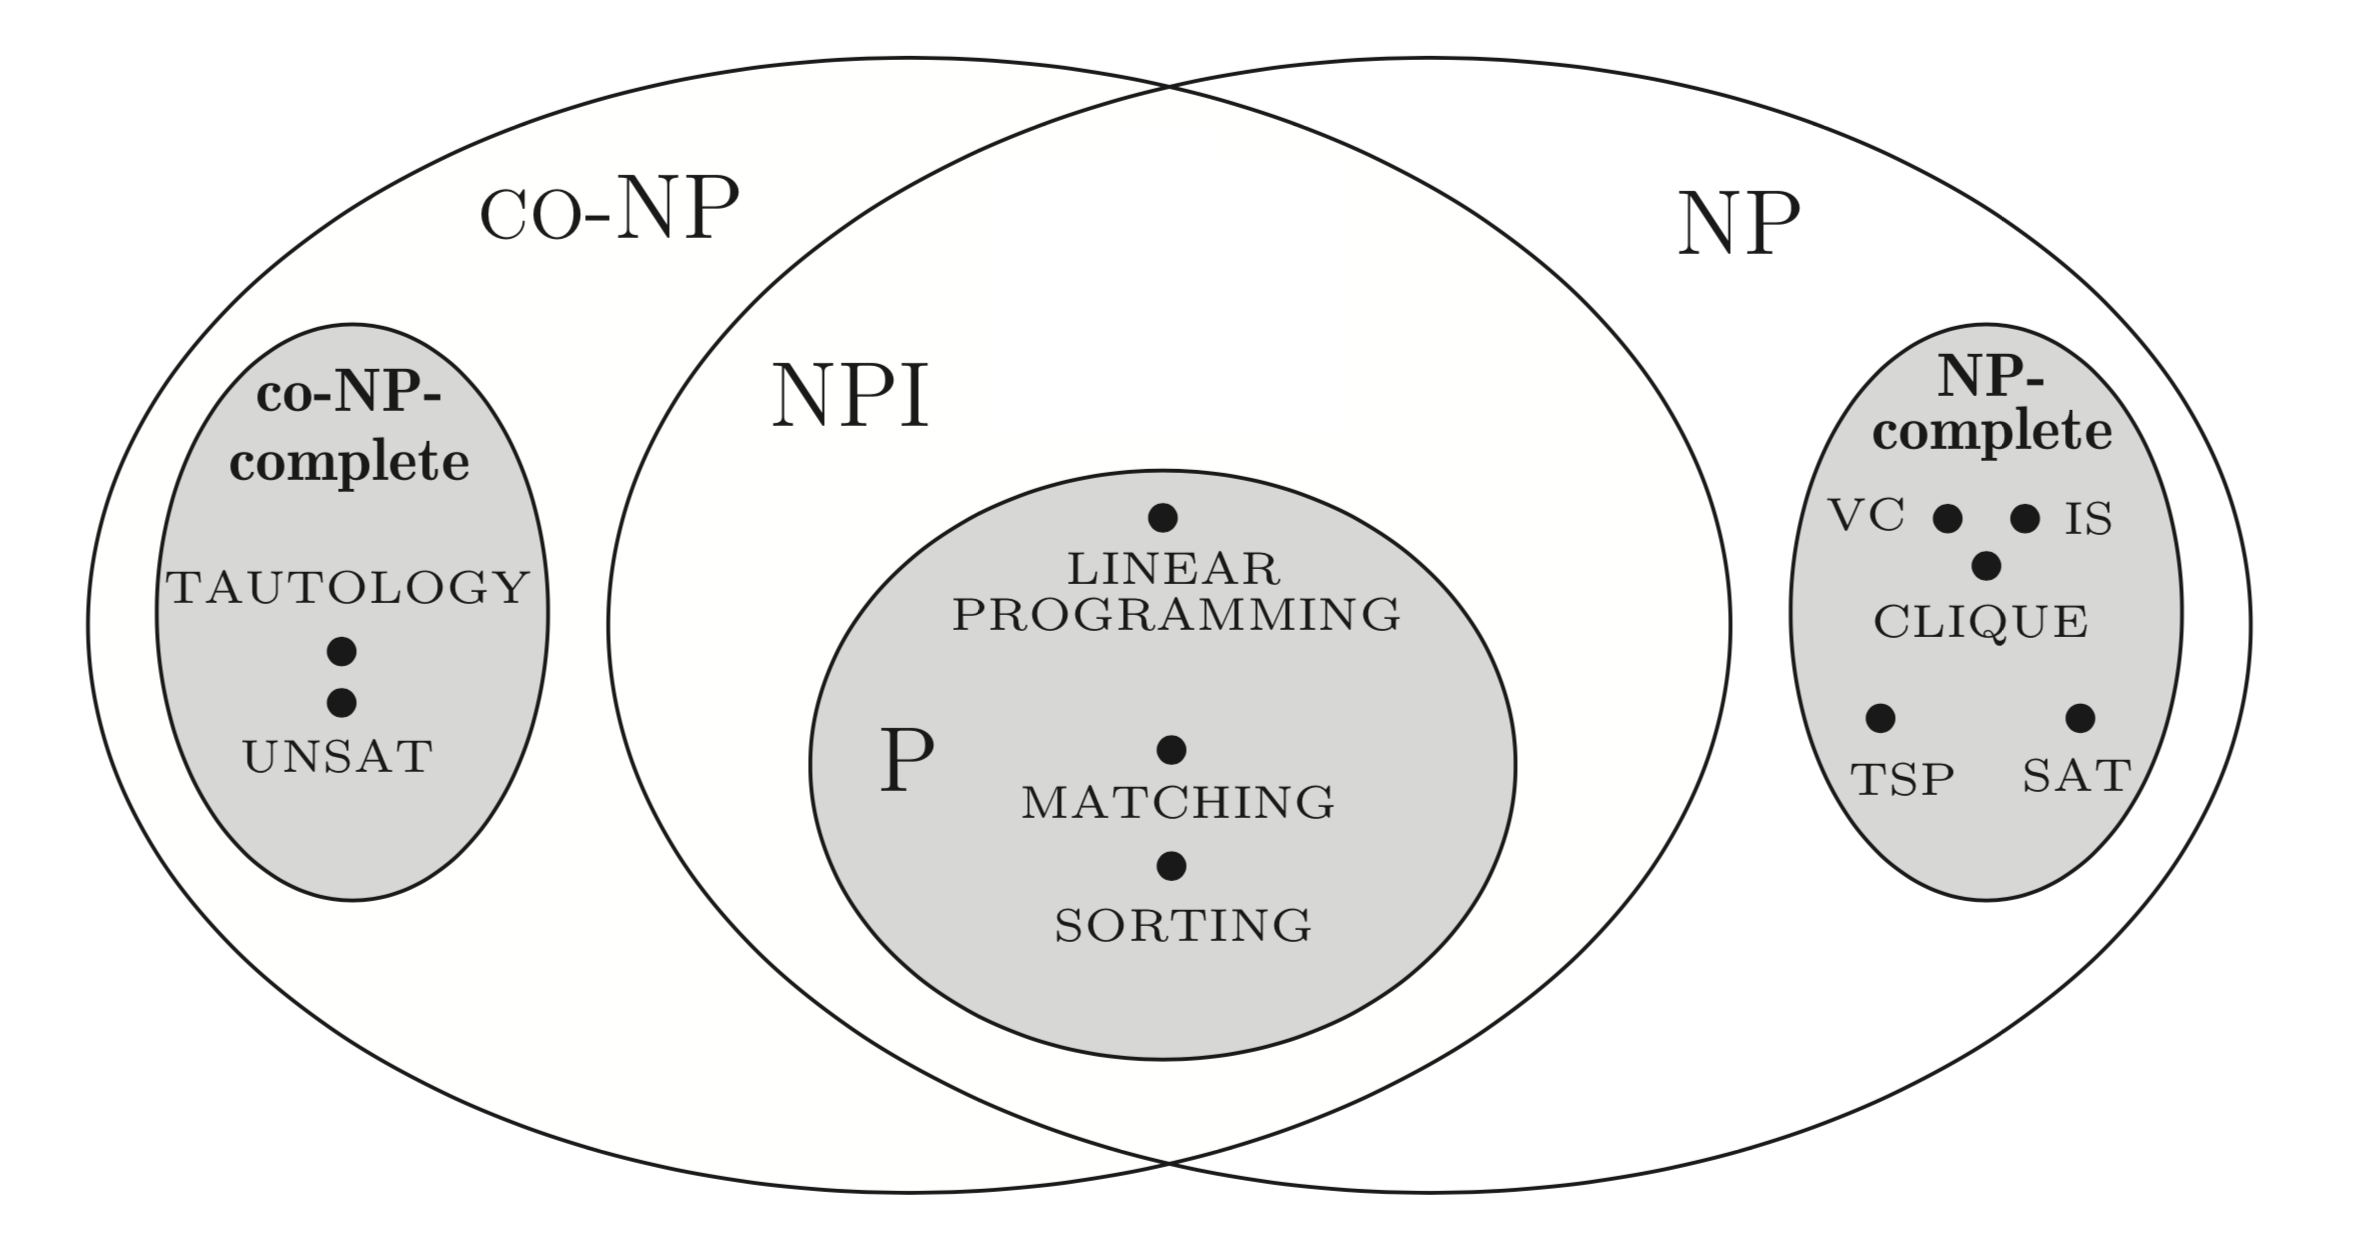 CO-NP
NP
NPI
co-NP-
complete
TAUTOLOGY
UNSAT
LINEAR
PROGRAMMING
P
MATCHING
SORTING
NP-
complete
VC
IS
CLIQUE
TSP
SAT